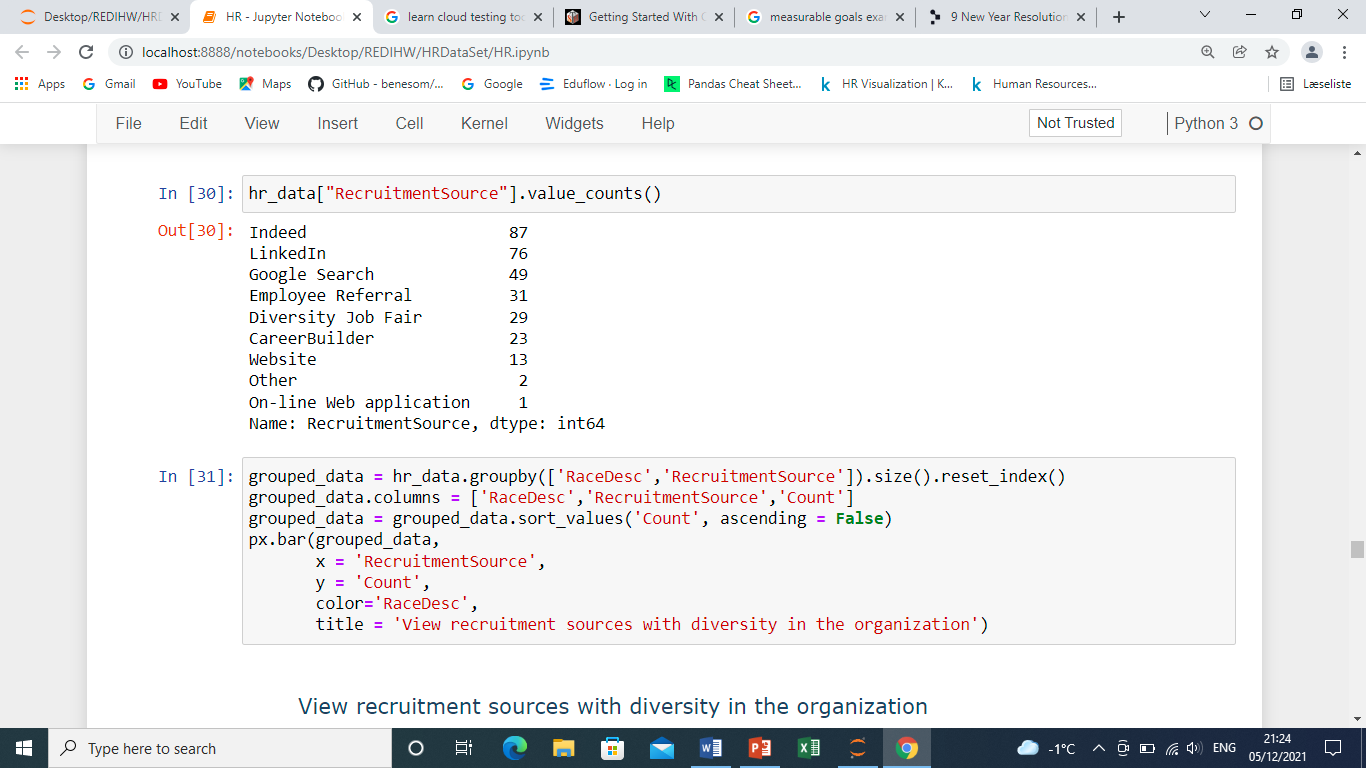 Desktop/REDIHW/HRD
HR - Jupyter Noteboo
learn cloud testing too
Getting Started With C
measurable goals exa
9 New Year Resolution
localhost:8888/notebooks/Desktop/REDIHW/HRDataSet/HR.ipynb
Apps Gmail YouTube Maps GitHub - benesom/... Google Eduflow · Log in Pandas Cheat Sheet... HR Visualization | K... Human Resources... Læseliste
File Edit View Insert Cell Kernel Widgets Help Not Trusted Python 3
In [30]: hr_data["RecruitmentSource"].value_counts()
Out[30]: Indeed 87
LinkedIn 76
Google Search 49
Employee Referral 31
Diversity Job Fair 29
CareerBuilder 23
Website 13
Other 2
On-line Web application 1
Name: RecruitmentSource, dtype: int64
In [31]: grouped_data = hr_data.groupby(['RaceDesc','RecruitmentSource']).size().reset_index()
grouped_data.columns = ['RaceDesc','RecruitmentSource','Count']
grouped_data = grouped_data.sort_values('Count', ascending = False)
px.bar(grouped_data,
x = 'RecruitmentSource',
y = 'Count',
color='RaceDesc',
title = 'View recruitment sources with diversity in the organization')
View recruitment sources with diversity in the organization
Type here to search
-1°C
ENG
21:24
05/12/2021